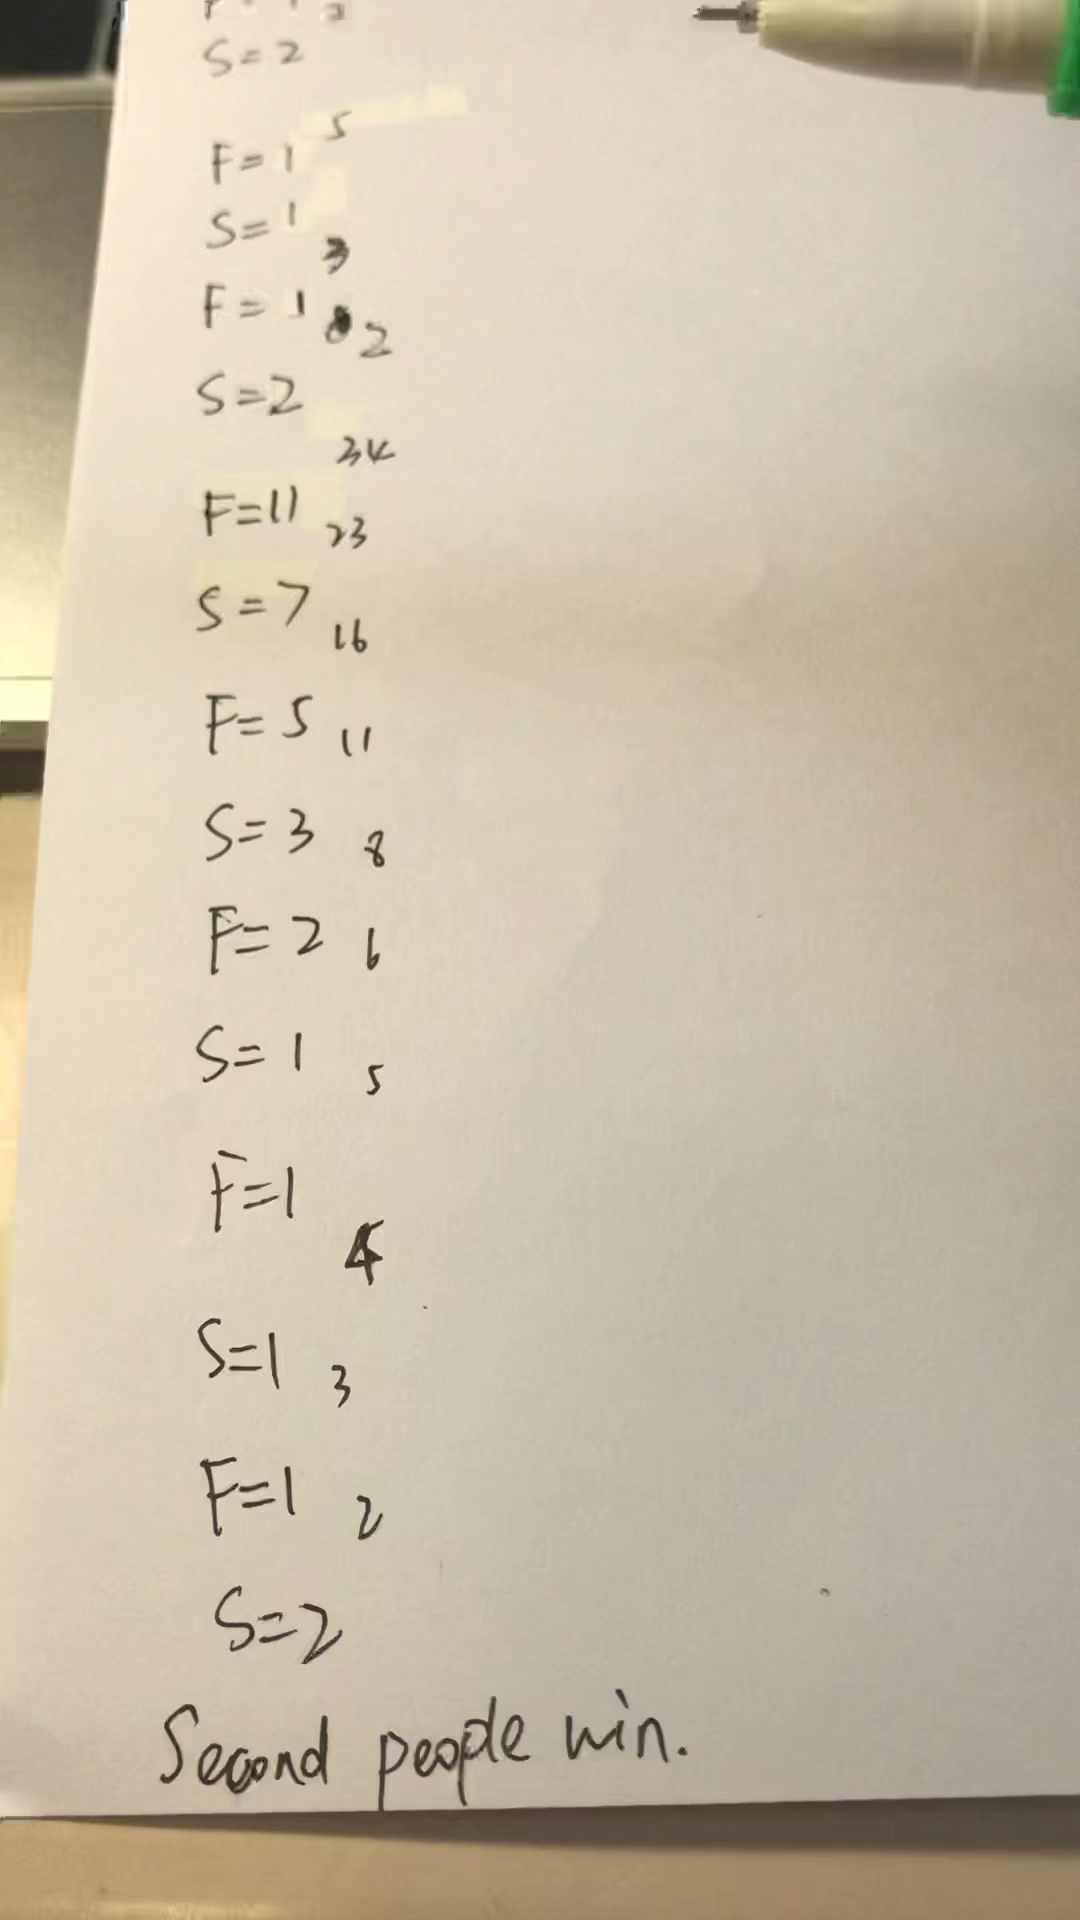 S=2
F=1 5
S=1
3
F=1 2
S=2
34
F=11 23
S=7 16
F=5 11
S=3 8
F=2 6
S=1 5
F=1
4
S=1 3
F=1 2
S=2
Second people win.